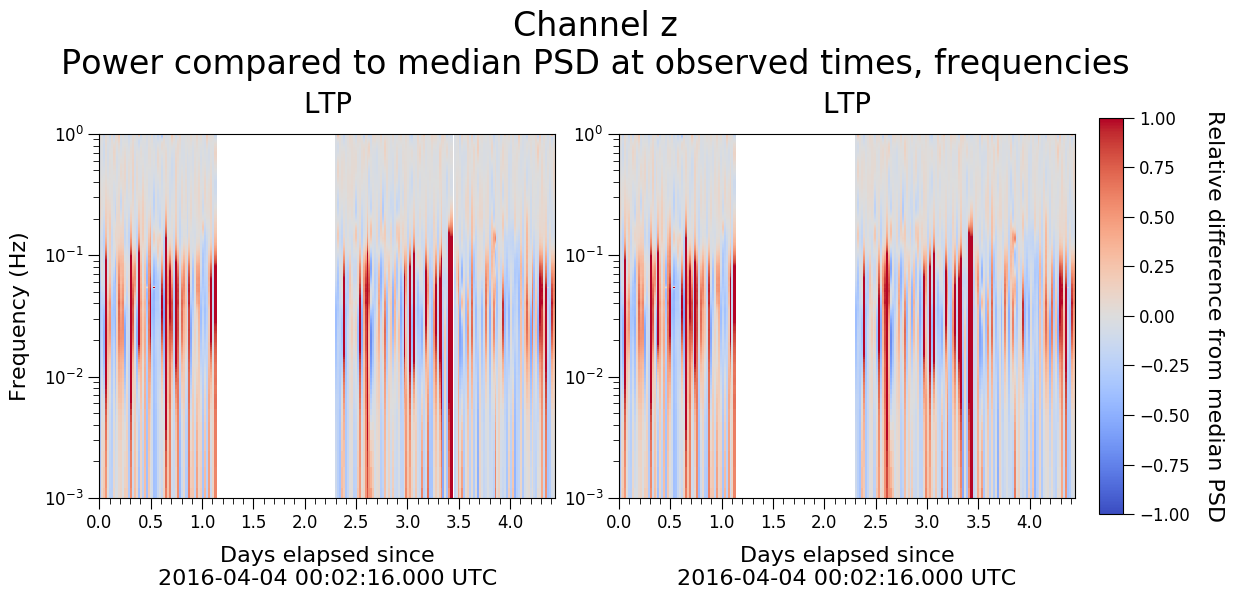 Channel z
Power compared to median PSD at observed times, frequencies
LTP
LTP
Frequency (Hz)
10⁰
10⁻¹
10⁻²
10⁻³
0.0 0.5 1.0 1.5 2.0 2.5 3.0 3.5 4.0
Days elapsed since
2016-04-04 00:02:16.000 UTC
10⁰
10⁻¹
10⁻²
10⁻³
0.0 0.5 1.0 1.5 2.0 2.5 3.0 3.5 4.0
Days elapsed since
2016-04-04 00:02:16.000 UTC
1.00
0.75
0.50
0.25
0.00
−0.25
−0.50
−0.75
−1.00
Relative difference from median PSD